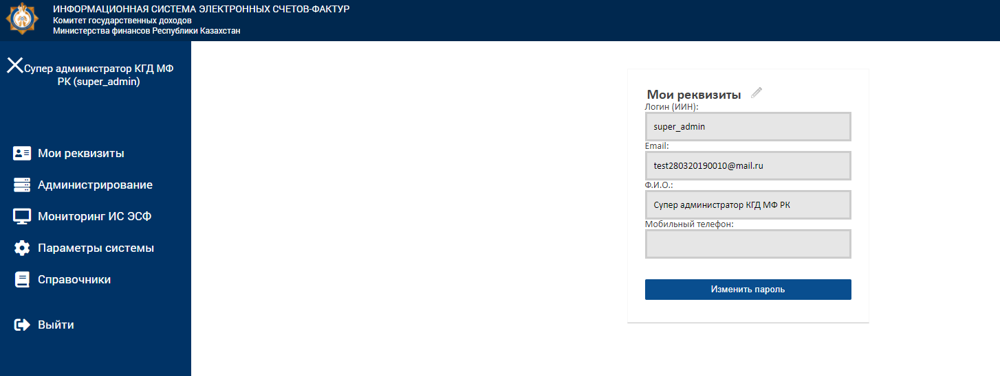 ИНФОРМАЦИОННАЯ СИСТЕМА ЭЛЕКТРОННЫХ СЧЕТОВ-ФАКТУР
Комитет государственных доходов
Министерства финансов Республики Казахстан
Супер администратор КГД МФ
РК (super_admin)
Мои реквизиты
Администрирование
Мониторинг ИС ЭСФ
Параметры системы
Справочники
Выйти
Мои реквизиты
Логин (ИИН):
super_admin
Email:
test280320190010@mail.ru
Ф.И.О.:
Супер администратор КГД МФ РК
Мобильный телефон:
Изменить пароль